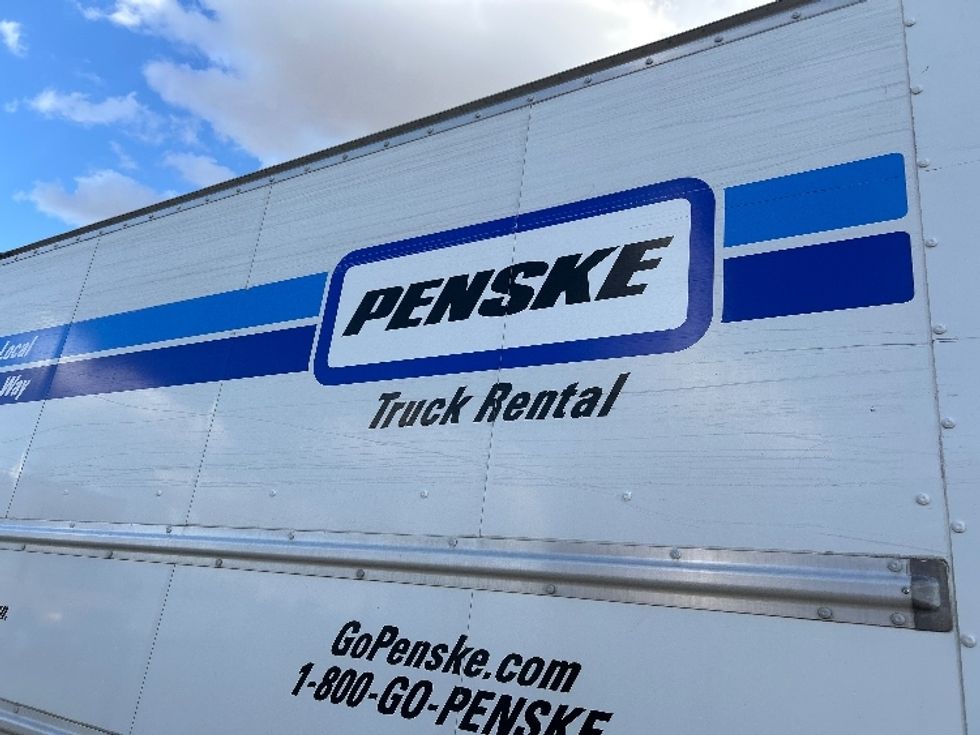 Local
Way
PENSKE
Truck Rental
GoPenske.com
1-800-GO-PENSKE